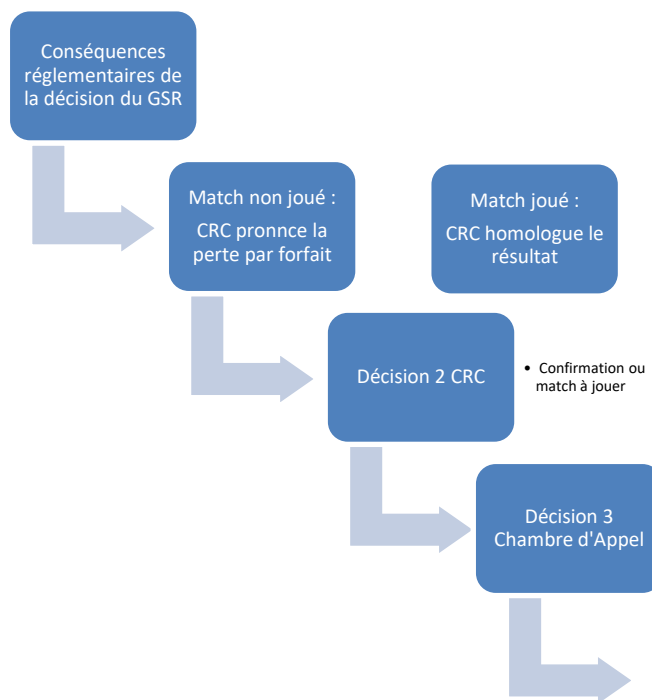 Conséquences
réglementaires de
la décision du GSR
Match non joué :
CRC pronnce la
perte par forfait
Match joué :
CRC homologue le
résultat
Décision 2 CRC
• Confirmation ou
match à jouer
Décision 3
Chambre d'Appel